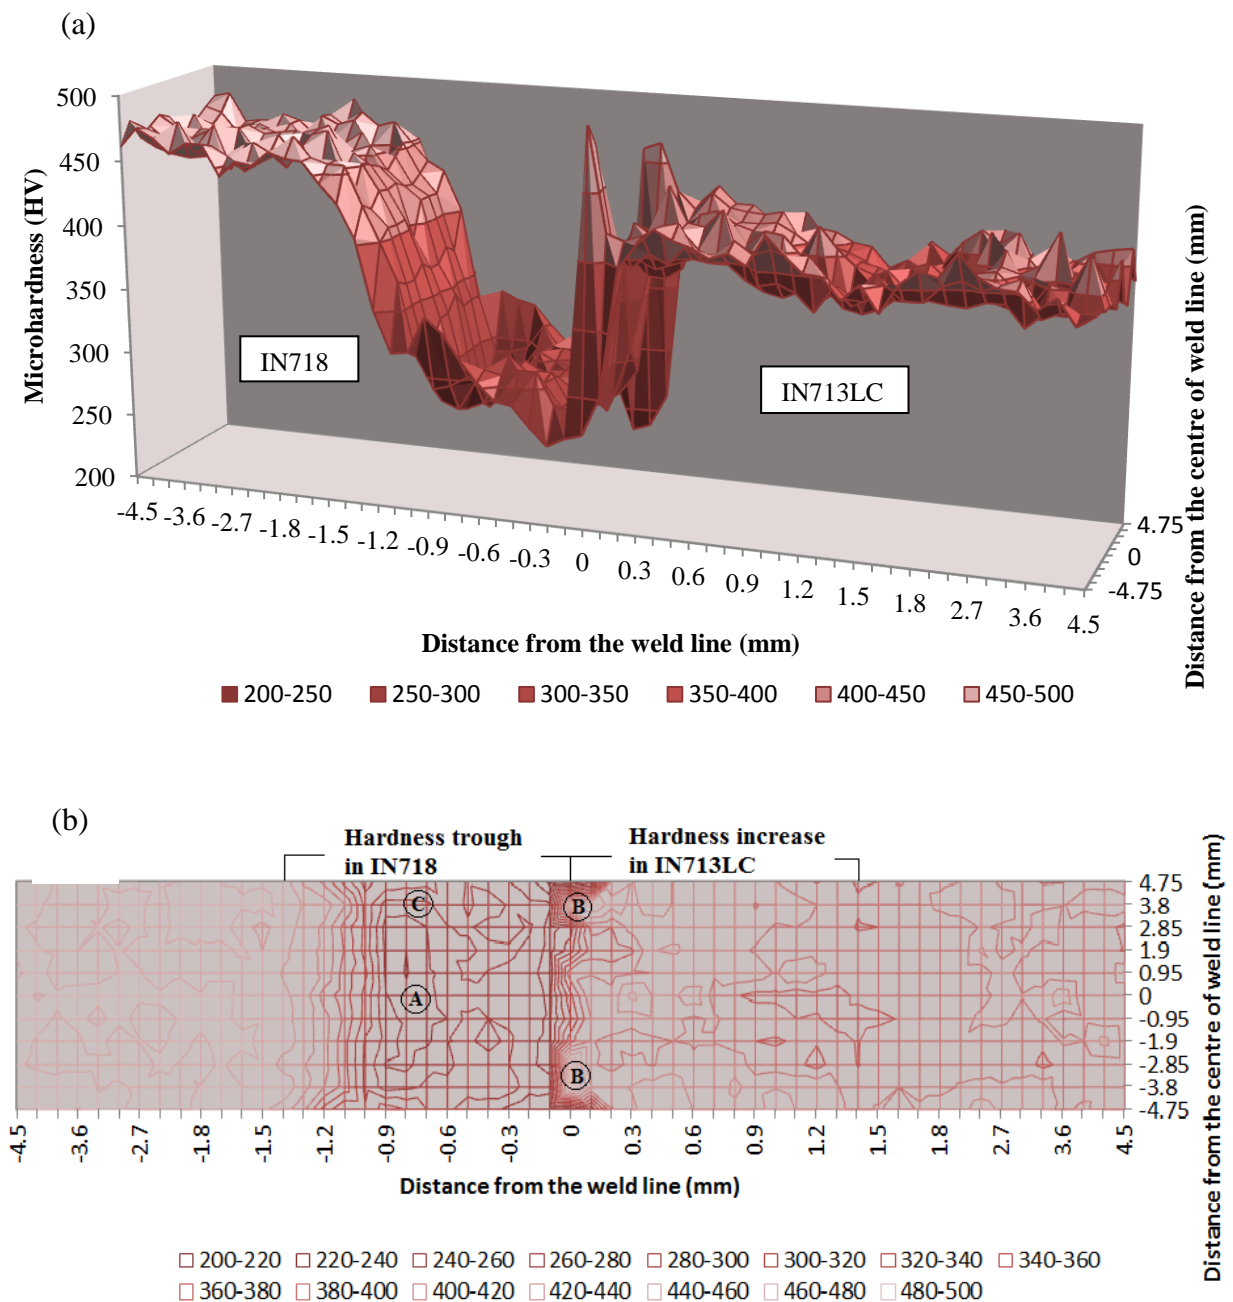 (a)
500
450
400
350
300
250
200
Microhardness (HV)
IN718
IN713LC
-4.5 -3.6 -2.7 -1.8 -1.5 -1.2 -0.9 -0.6 -0.3 0 0.3 0.6 0.9 1.2 1.5 1.8 2.7 3.6 4.5
4.75
0
-4.75
Distance from the centre of weld line (mm)
Distance from the weld line (mm)
200-250 250-300 300-350 350-400 400-450 450-500
(b)
Hardness trough
in IN718
Hardness increase
in IN713LC
C
B
A
B
4.75
3.8
2.85
1.9
0.95
0
-0.95
-1.9
-2.85
-3.8
-4.75
Distance from the centre of weld line (mm)
-4.5 -3.6 -2.7 -1.8 -1.5 -1.2 -0.9 -0.6 -0.3 0 0.3 0.6 0.9 1.2 1.5 1.8 2.7 3.6 4.5
Distance from the weld line (mm)
200-220 220-240 240-260 260-280 280-300 300-320 320-340 340-360
360-380 380-400 400-420 420-440 440-460 460-480 480-500